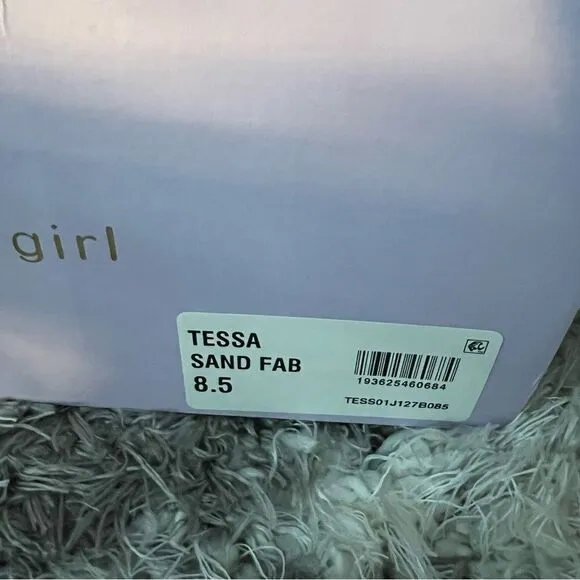 girl
TESSA
SAND FAB
8.5
193625460684
TESS01J127B085